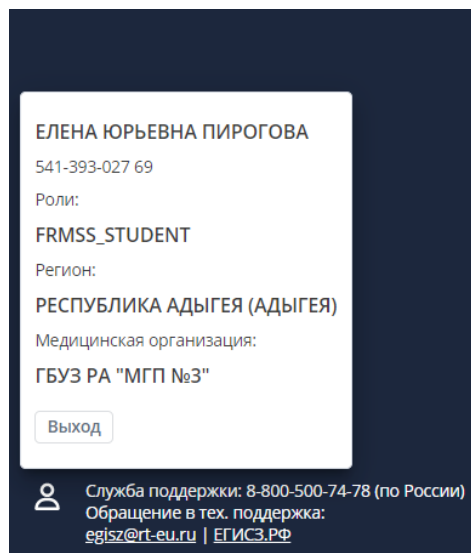 ЕЛЕНА ЮРЬЕВНА ПИРОГОВА
541-393-027 69
Роли:
FRMSS_STUDENT
Регион:
РЕСПУБЛИКА АДЫГЕЯ (АДЫГЕЯ)
Медицинская организация:
ГБУЗ РА "МГП №3"
Выход
Служба поддержки: 8-800-500-74-78 (по России)
Обращение в тех. поддержка:
egisz@rt-eu.ru | ЕГИСЗ.РФ